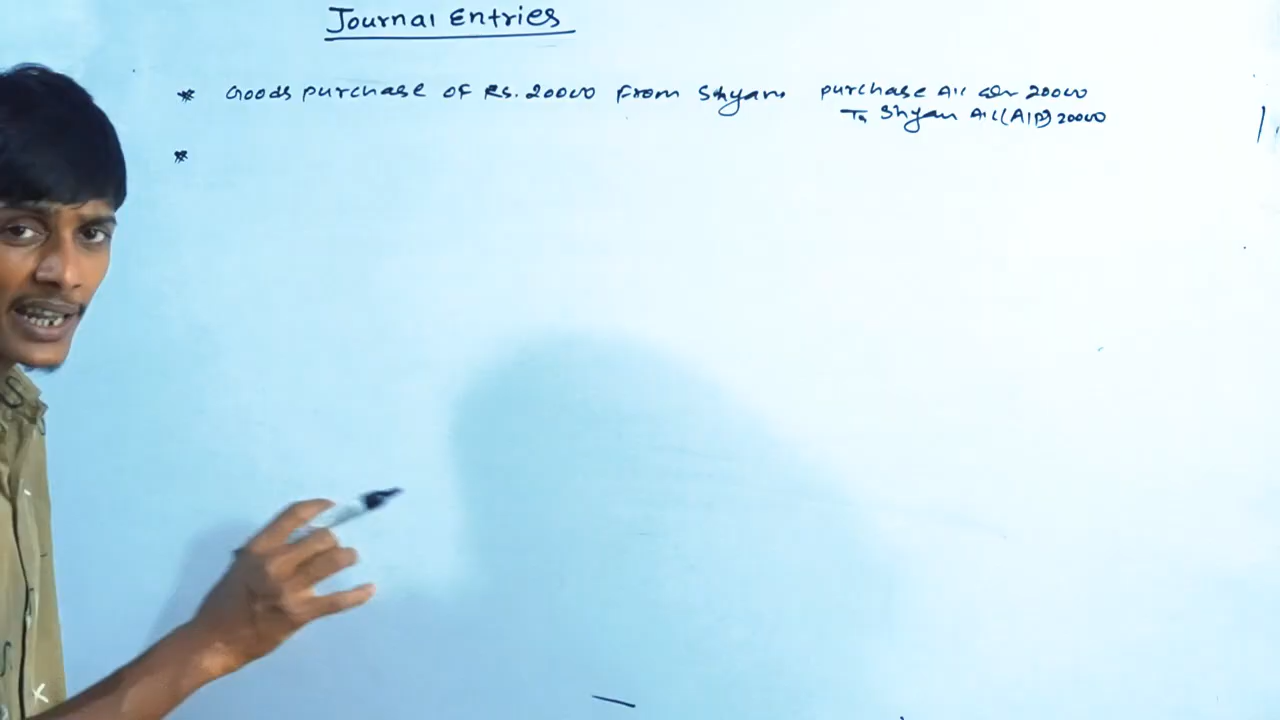 Journal Entries
* Goods purchase of Rs. 20000 from Shyam purchase A/c Dr 20000
To Shyam A/c (A/P) 20000
*